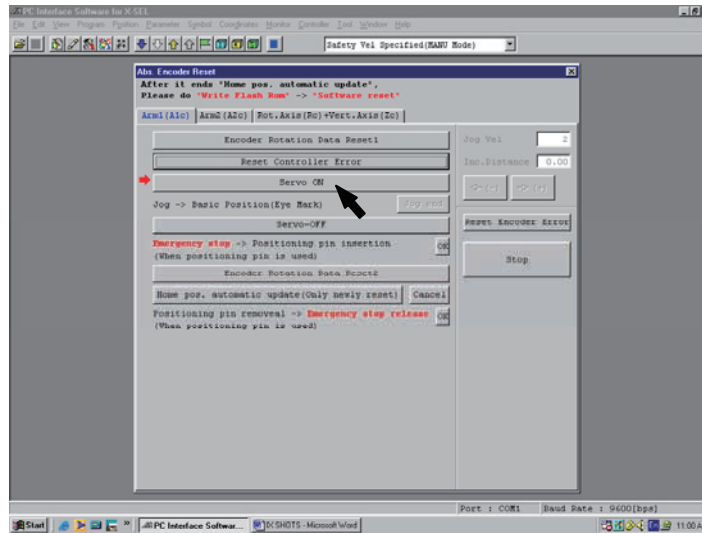 PC Interface Software for X-SEL
File Edit View Program Position Parameter Symbol Coordinates Monitor Controller Tool Window Help
Safety Vel Specified(MANU Mode)
Abs. Encoder Reset
After it ends "Home pos. automatic update",
Please do "Write Flash Rom" -> "Software reset"
Arm1(A1c) Arm2(A2c) Rot.Axis(Rc)+Vert.Axis(Zc)
Encoder Rotation Data Reset1
Reset Controller Error
Servo ON
Jog -> Basic Position(Eye Mark) Jog end
Servo-OFF
Emergency stop -> Positioning pin insertion OK
(When positioning pin is used)
Encoder Rotation Data Reset2
Home pos. automatic update(Only newly reset) Cancel
Positioning pin removeal -> Emergency stop release OK
(When positioning pin is used)
Jog Vel 2
Inc.Distance 0.00
(-) (+)
Reset Encoder Error
Stop
Port : COM1 Baud Rate : 9600[bps]
Start PC Interface Softwar... IX SHOTS - Microsoft Word 11:00 A